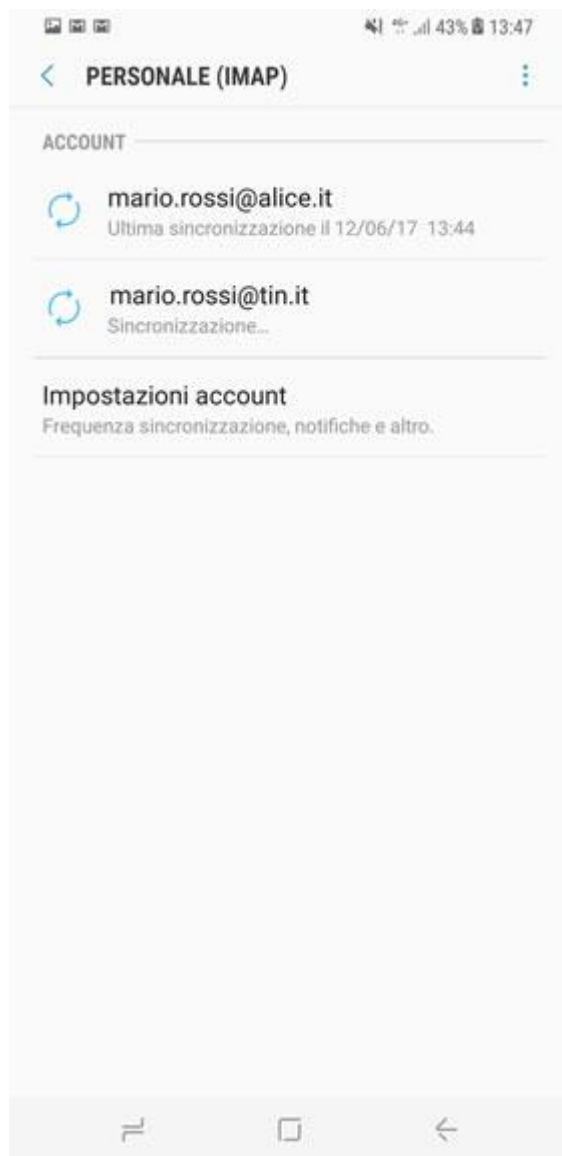 43% 13:47
PERSONALE (IMAP)
ACCOUNT
mario.rossi@alice.it
Ultima sincronizzazione il 12/06/17 13:44
mario.rossi@tin.it
Sincronizzazione...
Impostazioni account
Frequenza sincronizzazione, notifiche e altro.